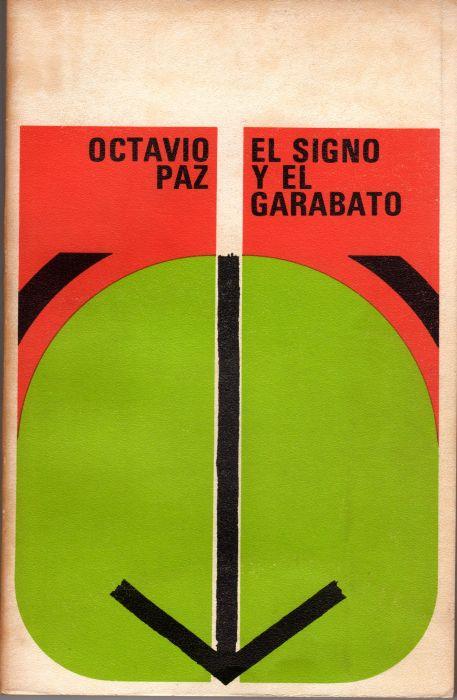 OCTAVIO
PAZ
EL SIGNO
Y EL
GARABATO